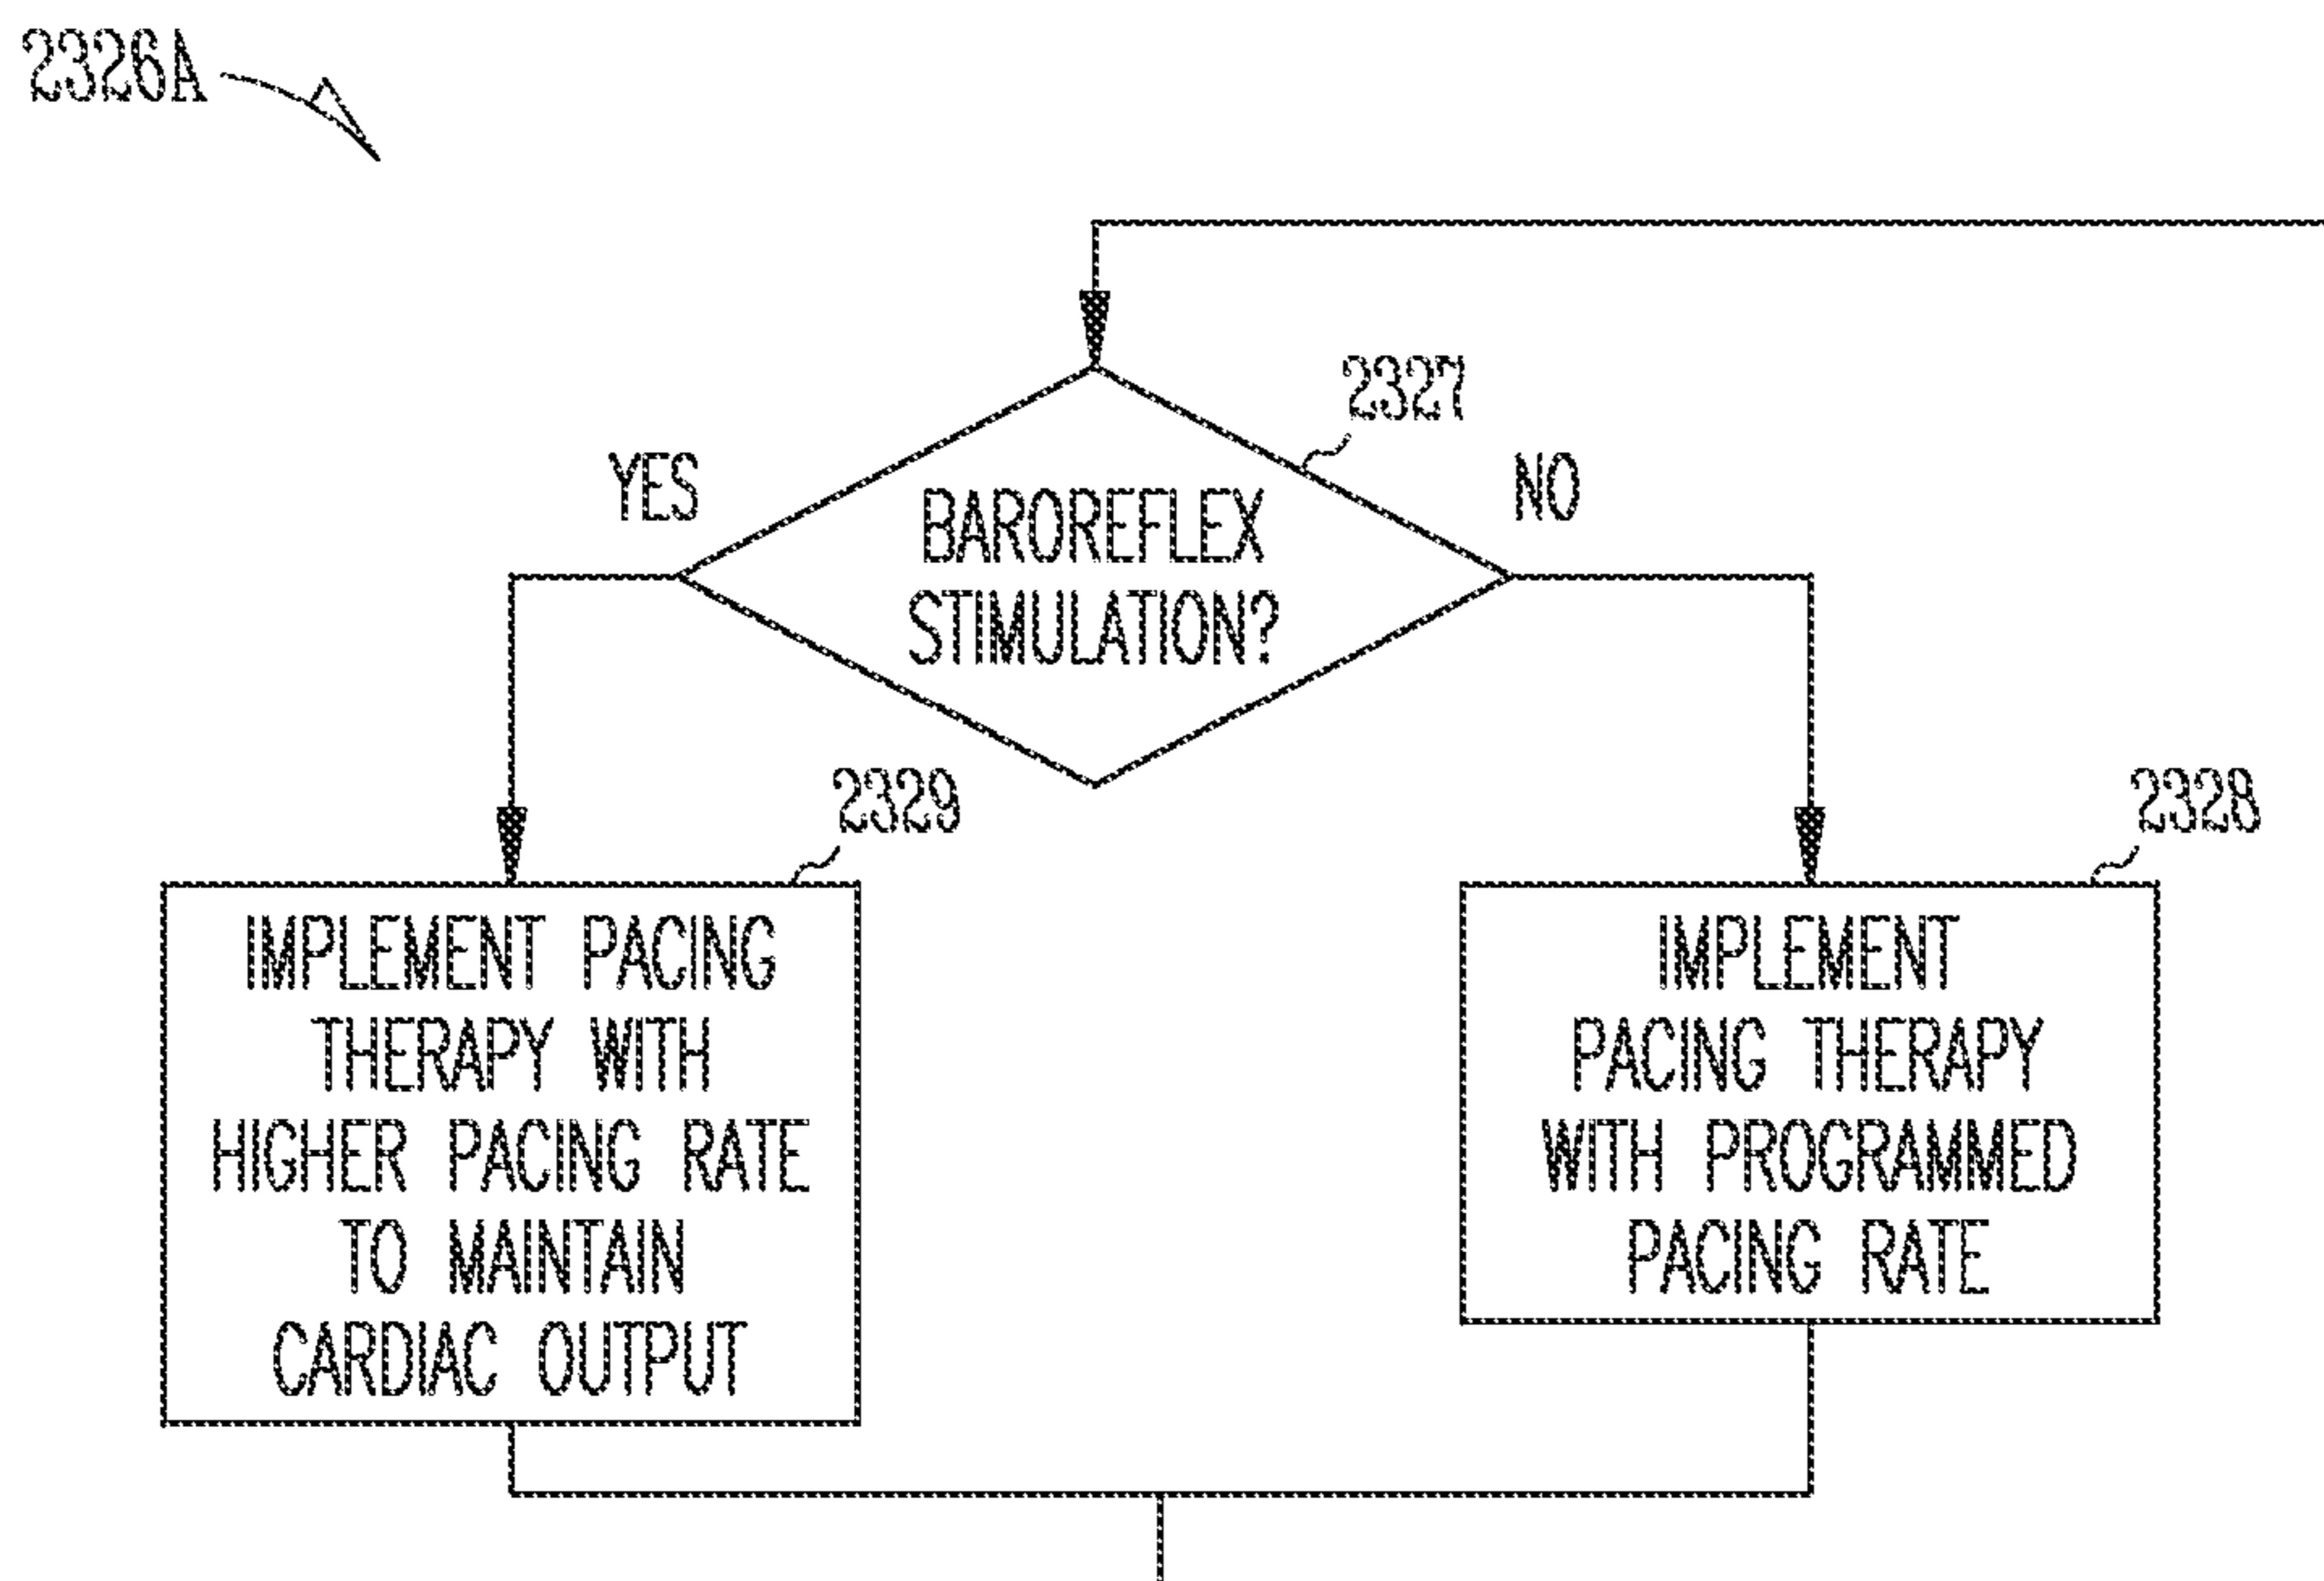 2326A
2327
YES
NO
BAROREFLEX
STIMULATION?
2329
2328
IMPLEMENT PACING
THERAPY WITH
HIGHER PACING RATE
TO MAINTAIN
CARDIAC OUTPUT
IMPLEMENT
PACING THERAPY
WITH PROGRAMMED
PACING RATE